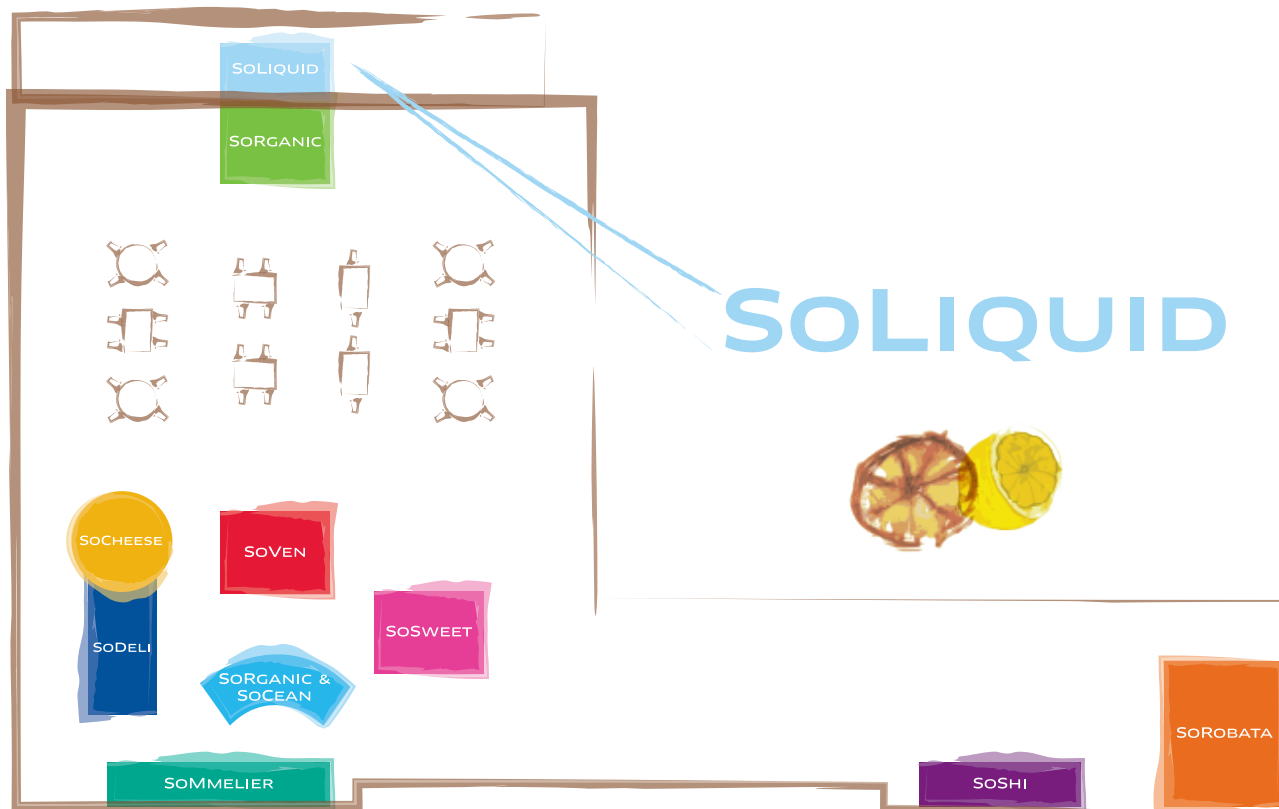 SoLiquid
SoRganic
SoLiquid
SoCheese
SoVen
SoSweet
SoDeli
SoRganic &
SoCean
SoRobata
SoMmelier
SoShi